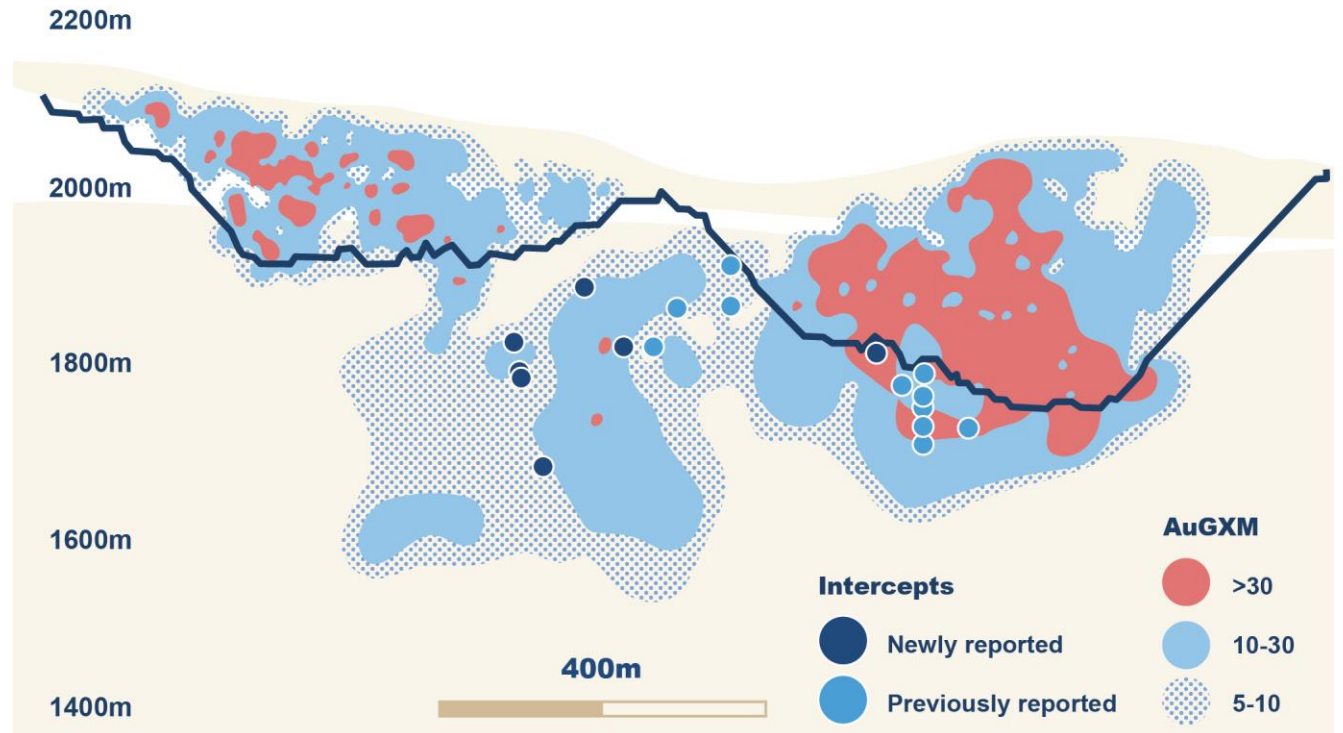 2200m
2000m
1800m
1600m
1400m
400m
Intercepts
Newly reported
Previously reported
AuGXM
>30
10-30
5-10